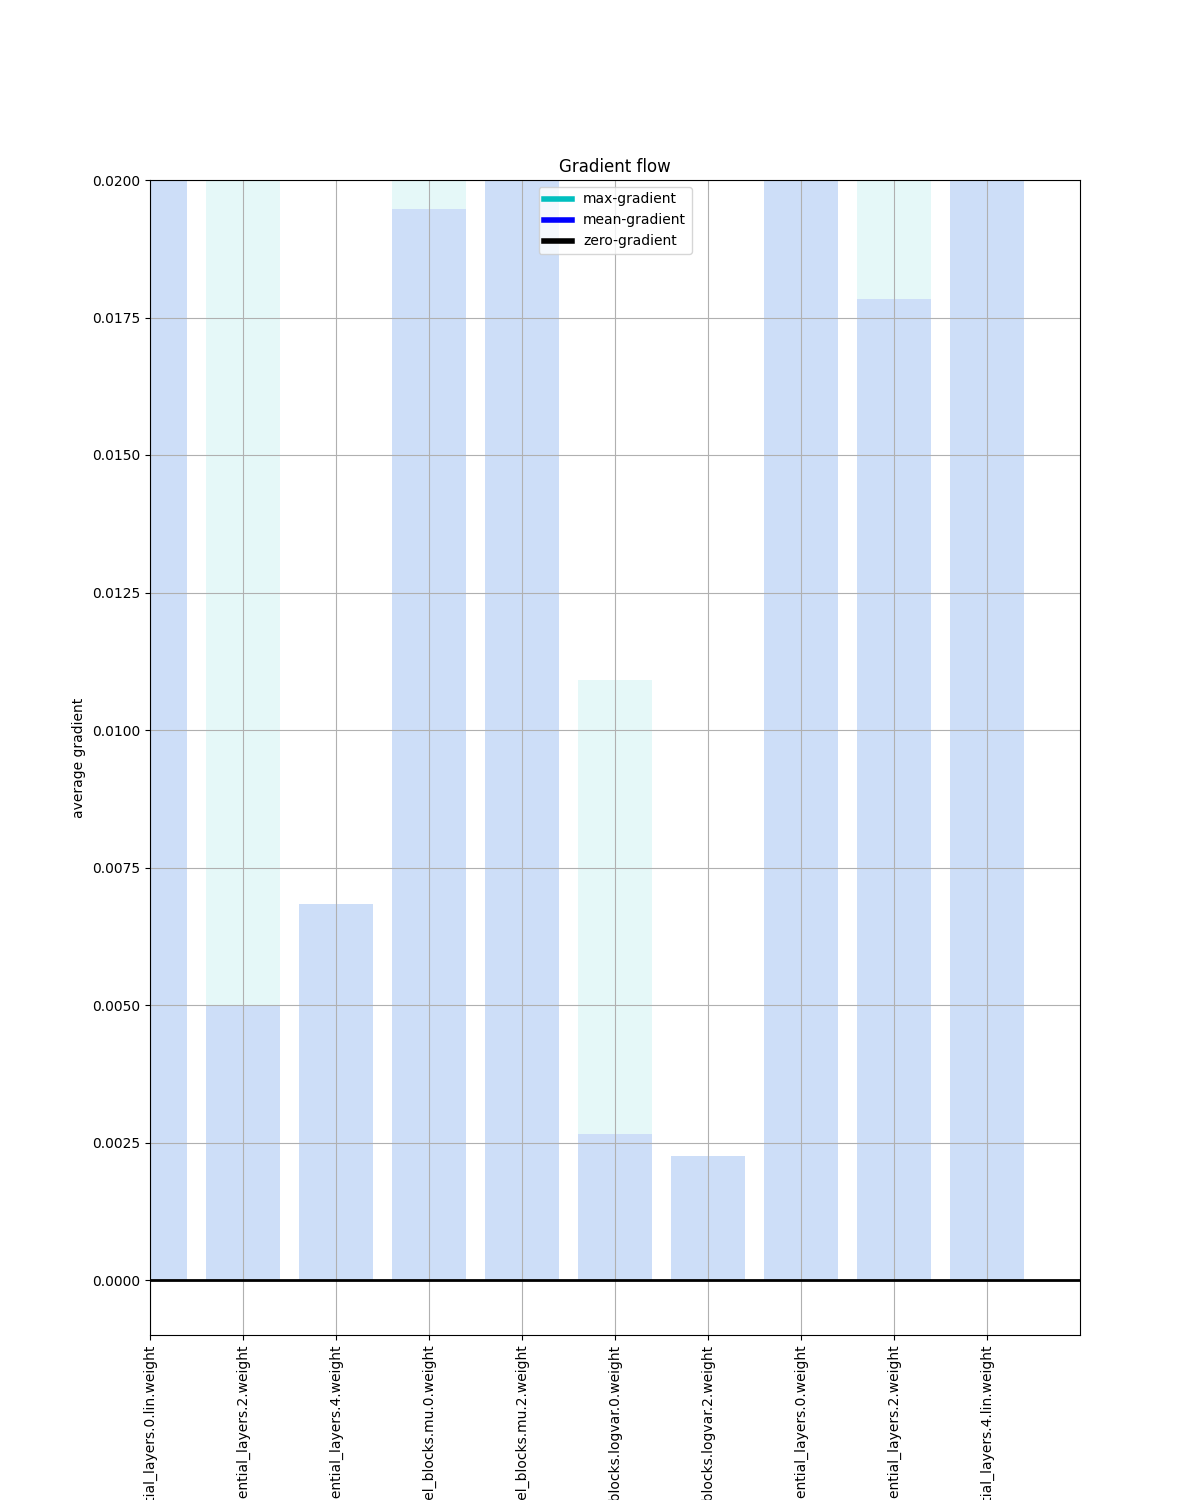 Gradient flow
max-gradient
mean-gradient
zero-gradient
0.0200
0.0175
0.0150
0.0125
0.0100
0.0075
0.0050
0.0025
0.0000
average gradient
tial_layers.0.lin.weight
ential_layers.2.weight
ential_layers.4.weight
el_blocks.mu.0.weight
el_blocks.mu.2.weight
blocks.logvar.0.weight
blocks.logvar.2.weight
ential_layers.0.weight
ential_layers.2.weight
tial_layers.4.lin.weight